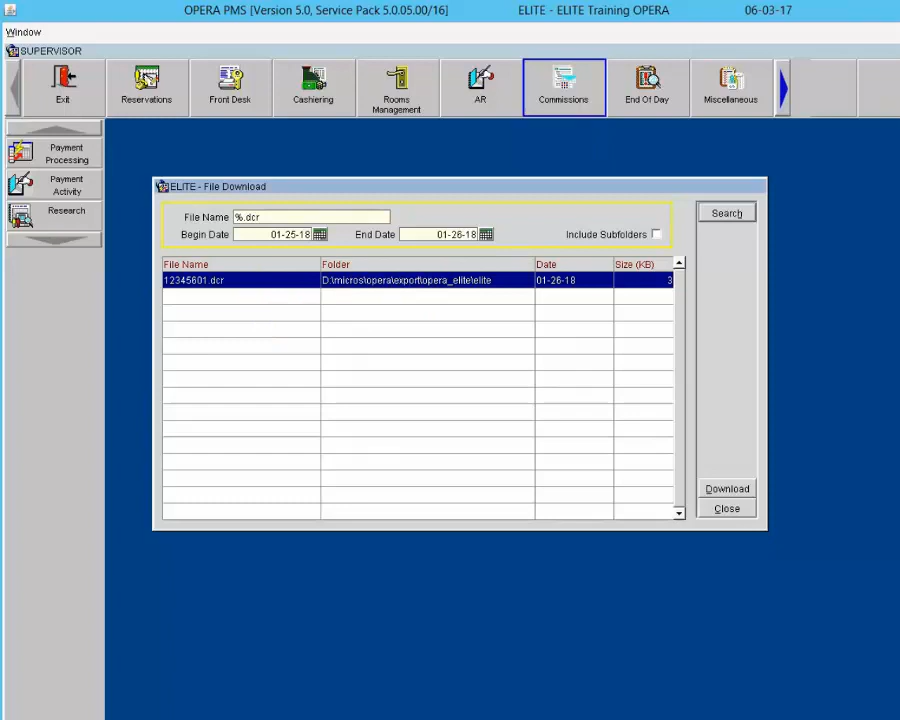 OPERA PMS [Version 5.0, Service Pack 5.0.05.00/16] ELITE - ELITE Training OPERA 06-03-17
Window
SUPERVISOR
Exit Reservations Front Desk Cashiering Rooms Management AR Commissions End Of Day Miscellaneous
Payment Processing
Payment Activity
Research
ELITE - File Download
File Name %.dcr
Search
Begin Date 01-25-18 End Date 01-26-18 Include Subfolders
File Name Folder Date Size (KB)
12345601.dcr D:\micros\opera\export\opera_elite\elite 01-26-18 3
Download
Close